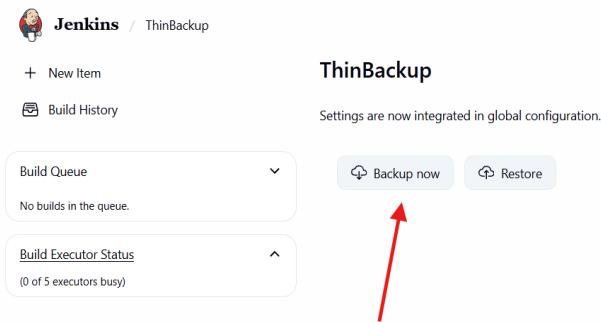 Jenkins / ThinBackup
New Item
Build History
ThinBackup
Settings are now integrated in global configuration.
Build Queue
No builds in the queue.
Backup now
Restore
Build Executor Status
(0 of 5 executors busy)